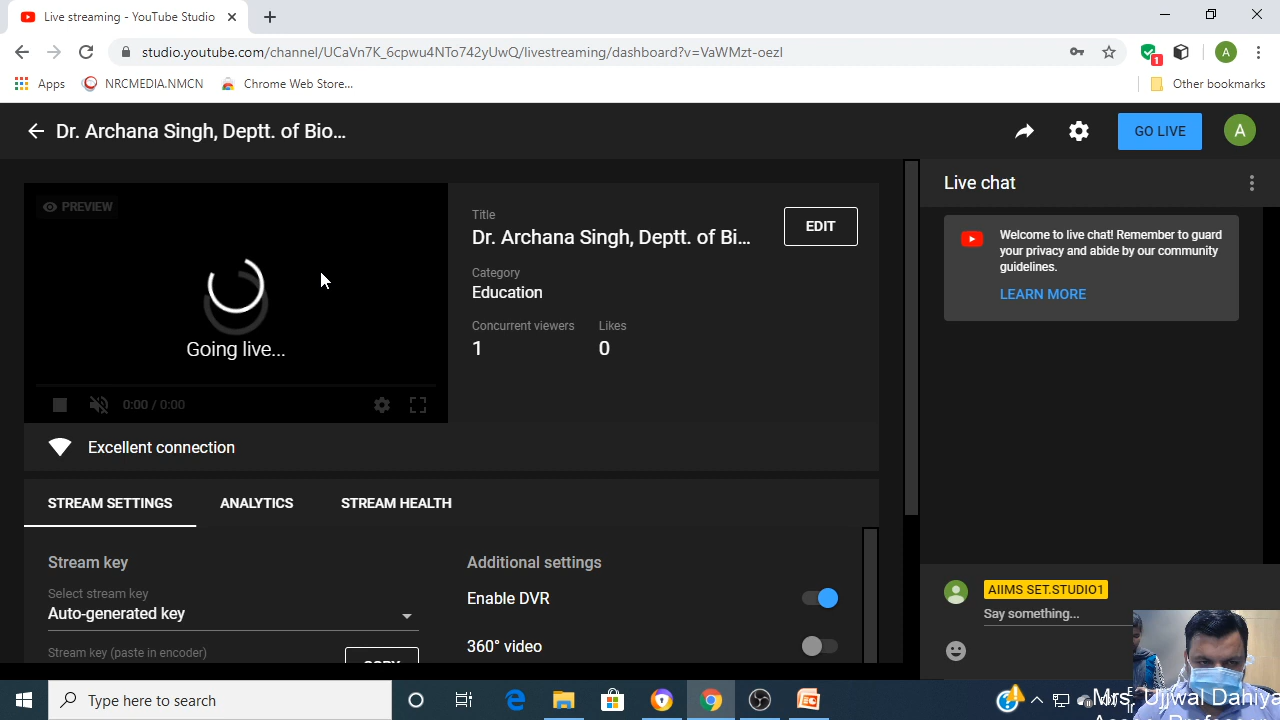 Live streaming - YouTube Studio
studio.youtube.com/channel/UCaVn7K_6cpwu4NTo742yUwQ/livestreaming/dashboard?v=VaWMzt-oezI
1
A
Apps
NRCMEDIA.NMCN
Chrome Web Store...
Other bookmarks
Dr. Archana Singh, Deptt. of Bio...
GO LIVE
A
PREVIEW
Going live...
0:00 / 0:00
Title
Dr. Archana Singh, Deptt. of Bi...
EDIT
Category
Education
Concurrent viewers
Likes
1
0
Excellent connection
STREAM SETTINGS
ANALYTICS
STREAM HEALTH
Stream key
Select stream key
Auto-generated key
Stream key (paste in encoder)
COPY
Additional settings
Enable DVR
360° video
Live chat
Welcome to live chat! Remember to guard
your privacy and abide by our community
guidelines.
LEARN MORE
AIIMS SET.STUDIO1
Say something...
Type here to search
Mrs. Ujjwal Dahiya